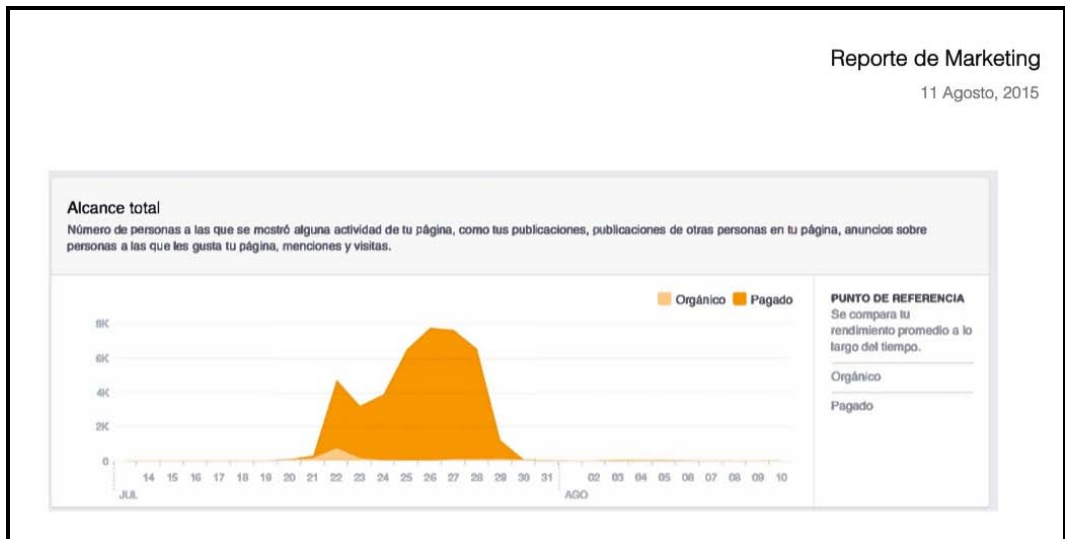 Reporte de Marketing
11 Agosto, 2015
Alcance total
Número de personas a las que se mostró alguna actividad de tu página, como tus publicaciones, publicaciones de otras personas en tu página, anuncios sobre
personas a las que les gusta tu página, menciones y visitas.
Orgánico Pagado
PUNTO DE REFERENCIA
Se compara tu
rendimiento promedio a lo
largo del tiempo.
Orgánico
Pagado
8K
6K
4K
2K
0
14 15 16 17 18 19 20 21 22 23 24 25 26 27 28 29 30 31 02 03 04 05 06 07 08 09 10
JUL AGO